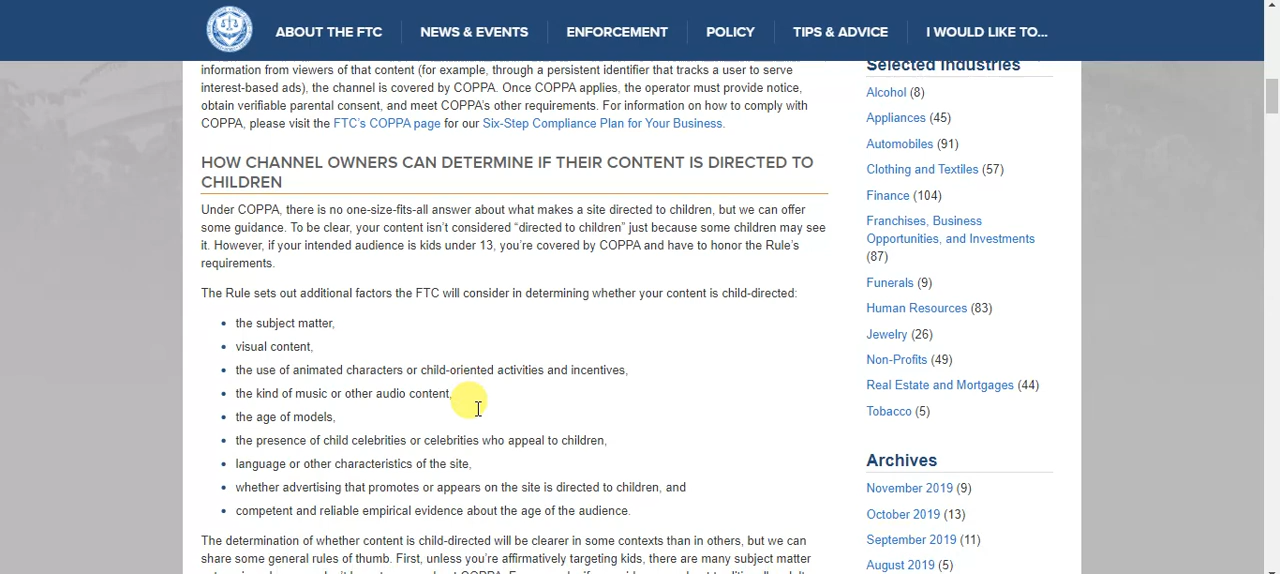 ABOUT THE FTC
NEWS & EVENTS
ENFORCEMENT
POLICY
TIPS & ADVICE
I WOULD LIKE TO...
information from viewers of that content (for example, through a persistent identifier that tracks a user to serve
interest-based ads), the channel is covered by COPPA. Once COPPA applies, the operator must provide notice,
obtain verifiable parental consent, and meet COPPA's other requirements. For information on how to comply with
COPPA, please visit the FTC's COPPA page for our Six-Step Compliance Plan for Your Business.
HOW CHANNEL OWNERS CAN DETERMINE IF THEIR CONTENT IS DIRECTED TO
CHILDREN
Under COPPA, there is no one-size-fits-all answer about what makes a site directed to children, but we can offer
some guidance. To be clear, your content isn't considered "directed to children" just because some children may see
it. However, if your intended audience is kids under 13, you're covered by COPPA and have to honor the Rule's
requirements.
The Rule sets out additional factors the FTC will consider in determining whether your content is child-directed:
• the subject matter,
• visual content,
• the use of animated characters or child-oriented activities and incentives,
• the kind of music or other audio content,
• the age of models,
• the presence of child celebrities or celebrities who appeal to children,
• language or other characteristics of the site,
• whether advertising that promotes or appears on the site is directed to children, and
• competent and reliable empirical evidence about the age of the audience.
The determination of whether content is child-directed will be clearer in some contexts than in others, but we can
share some general rules of thumb. First, unless you're affirmatively targeting kids, there are many subject matter
Selected Industries
Alcohol (8)
Appliances (45)
Automobiles (91)
Clothing and Textiles (57)
Finance (104)
Franchises, Business
Opportunities, and Investments
(87)
Funerals (9)
Human Resources (83)
Jewelry (26)
Non-Profits (49)
Real Estate and Mortgages (44)
Tobacco (5)
Archives
November 2019 (9)
October 2019 (13)
September 2019 (11)
August 2019 (5)